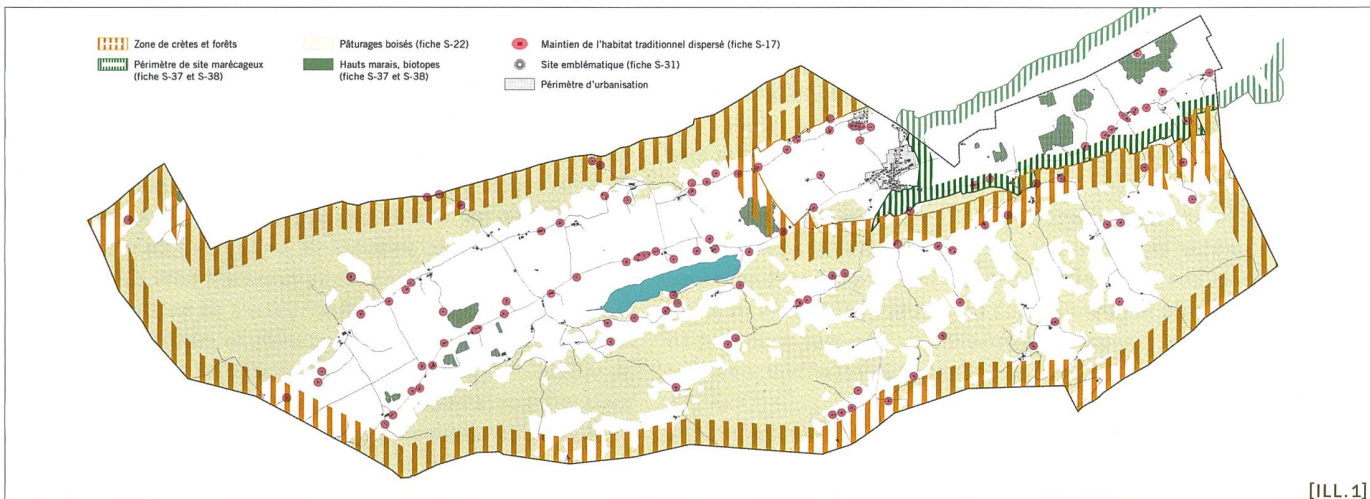 Zone de crètes et forêts
Périmètre de site marécageux
(fiche S-37 et S-38)
Pâturages boisés (fiche S-22)
Hauts marais, biotopes
(fiche S-37 et S-38)
Maintien de l'habitat traditionnel dispersé (fiche S-17)
Site emblématique (fiche S-31)
Périmètre d'urbanisation
[ILL.1]